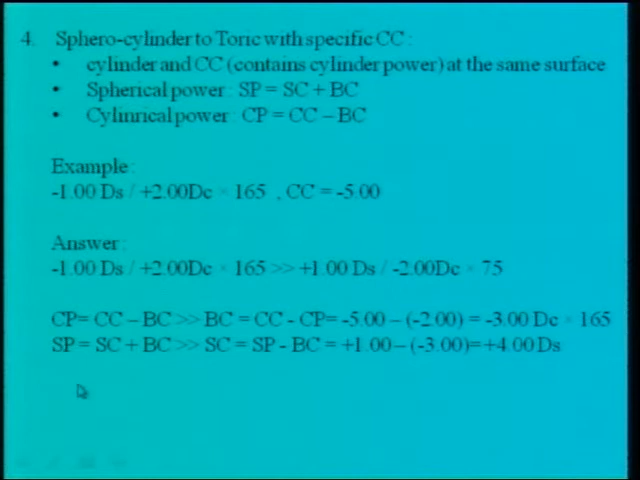 4. Sphero-cylinder to Toric with specific CC :
• cylinder and CC (contains cylinder power) at the same surface
• Spherical power : SP = SC + BC
• Cylinrical power : CP = CC – BC
Example :
-1.00 Ds / +2.00Dc × 165 , CC = -5.00
Answer :
-1.00 Ds / +2.00Dc × 165 >> +1.00 Ds / -2.00Dc × 75
CP= CC – BC >> BC = CC - CP= -5.00 – (-2.00) = -3.00 Dc × 165
SP = SC + BC >> SC = SP - BC = +1.00 – (-3.00)= +4.00 Ds